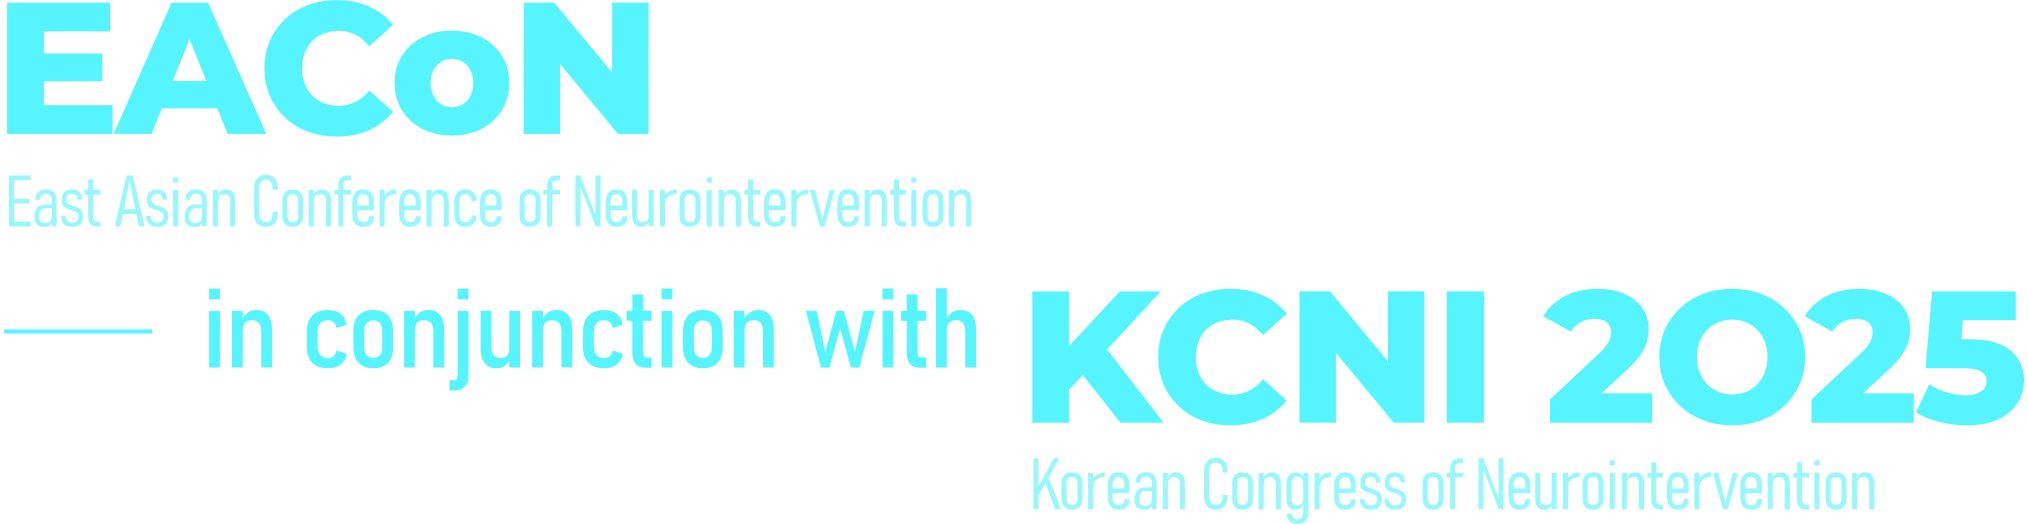 EACoN
East Asian Conference of Neurointervention
in conjunction with
KCNI 2025
Korean Congress of Neurointervention